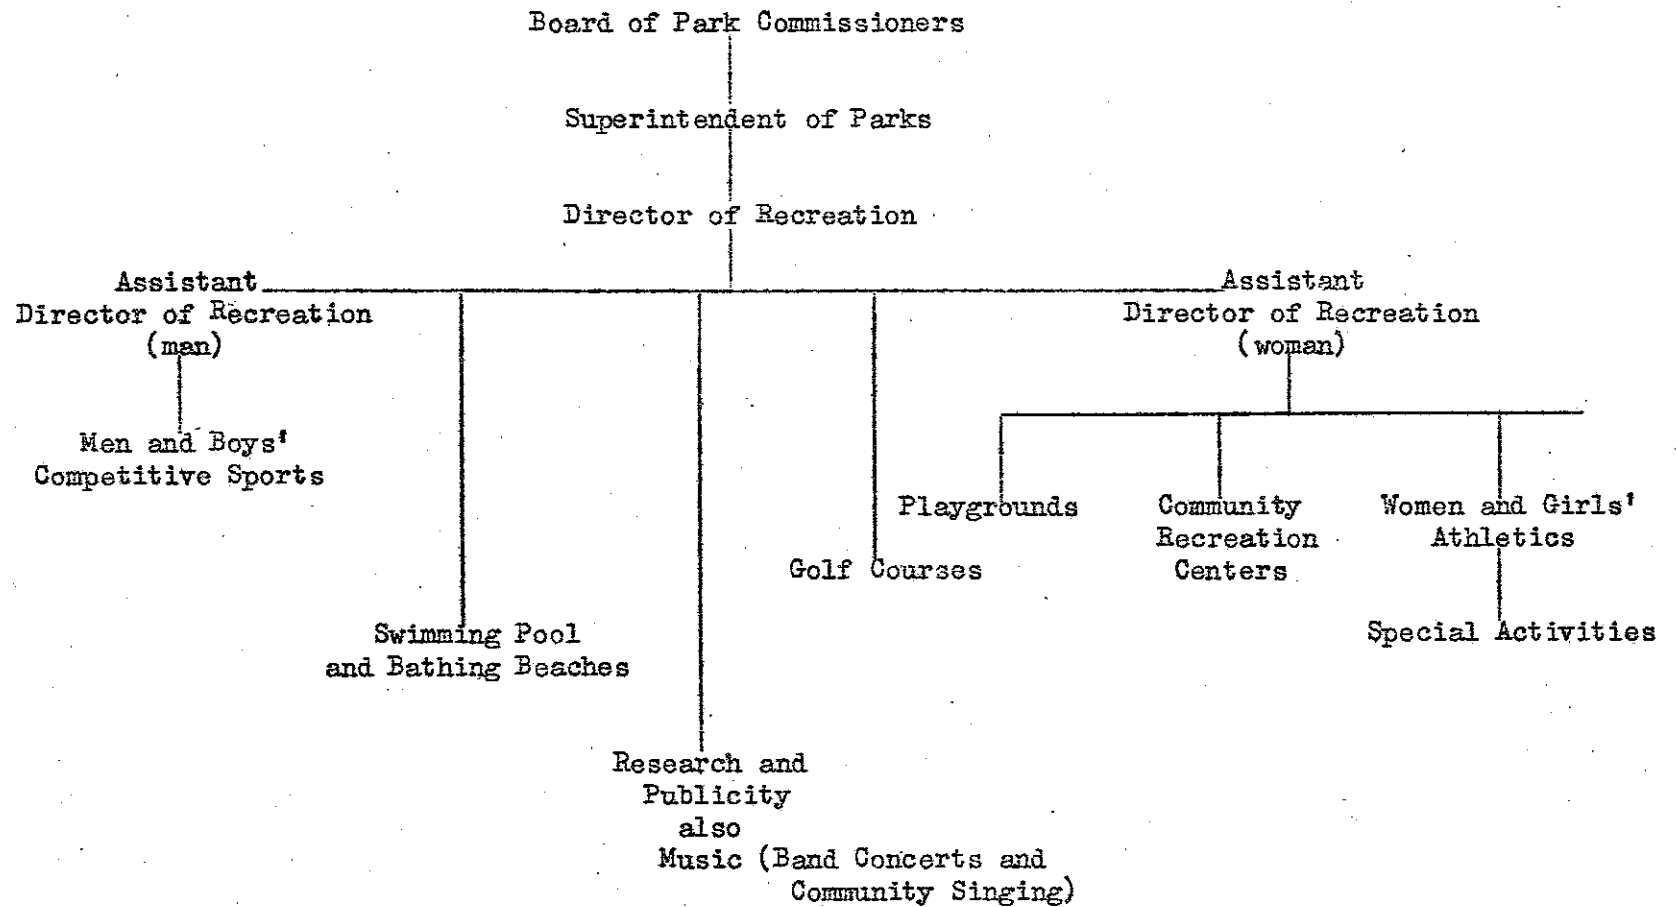 Board of Park Commissioners
Superintendent of Parks
Director of Recreation
Assistant
Director of Recreation
(man)
Assistant
Director of Recreation
(woman)
Men and Boys'
Competitive Sports
Playgrounds
Community
Recreation
Centers
Women and Girls'
Athletics
Golf Courses
Special Activities
Swimming Pool
and Bathing Beaches
Research and
Publicity
also
Music (Band Concerts and
Community Singing)